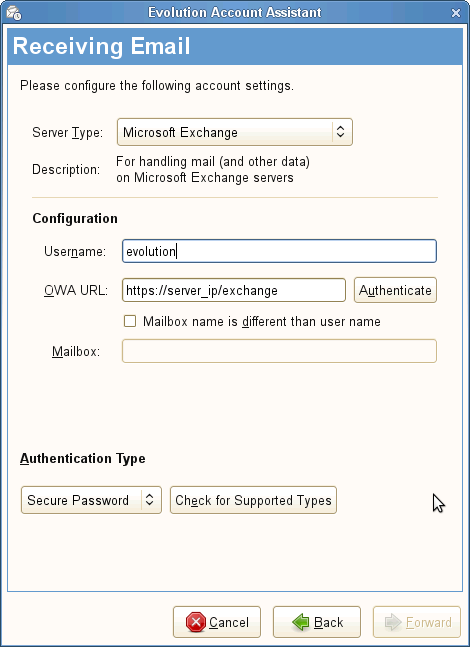 Evolution Account Assistant
Receiving Email
Please configure the following account settings.
Server Type: Microsoft Exchange
Description: For handling mail (and other data)
on Microsoft Exchange servers
Configuration
Username: evolution
OWA URL: https://server_ip/exchange Authenticate
Mailbox name is different than user name
Mailbox:
Authentication Type
Secure Password Check for Supported Types
Cancel Back Forward